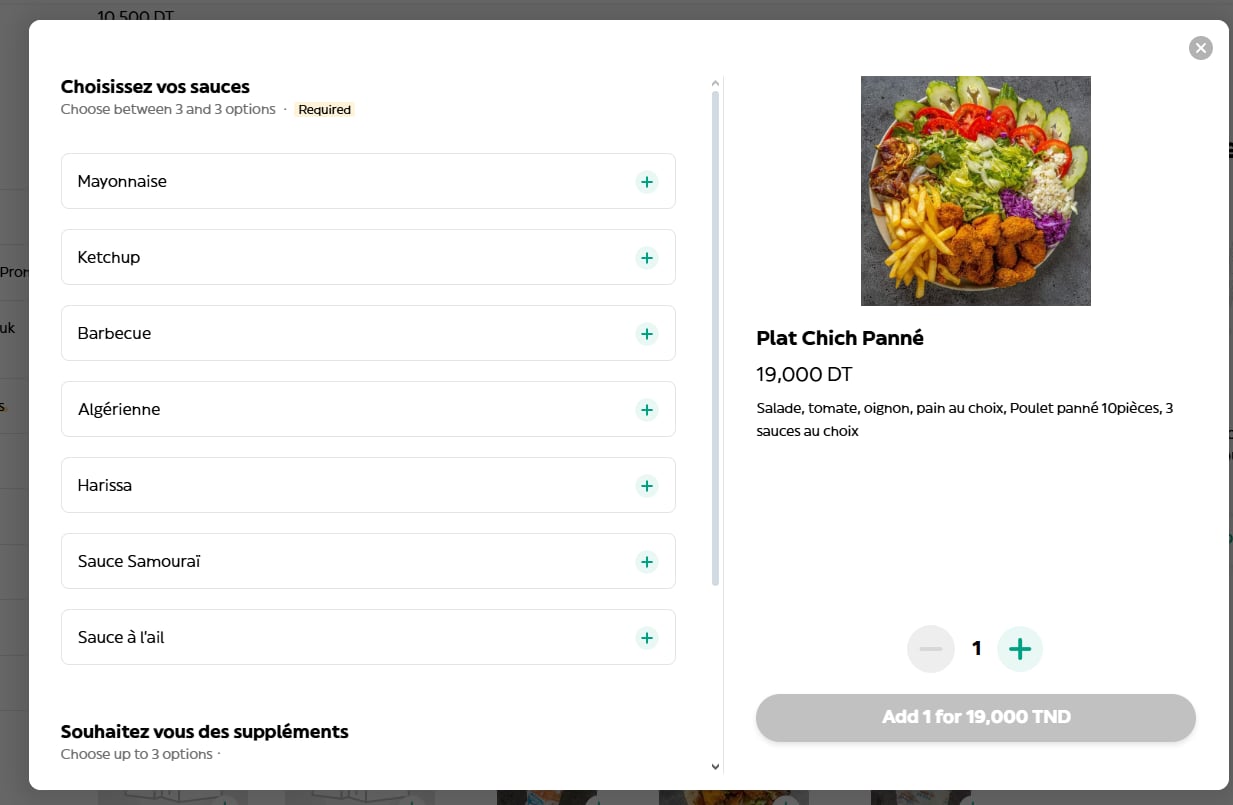 10,500 DT
Choisissez vos sauces
Choose between 3 and 3 options · Required
Mayonnaise
Ketchup
Barbecue
Algérienne
Harissa
Sauce Samouraï
Sauce à l'ail
Souhaitez vous des suppléments
Choose up to 3 options ·
Plat Chich Panné
19,000 DT
Salade, tomate, oignon, pain au choix, Poulet panné 10pièces, 3
sauces au choix
1
Add 1 for 19,000 TND